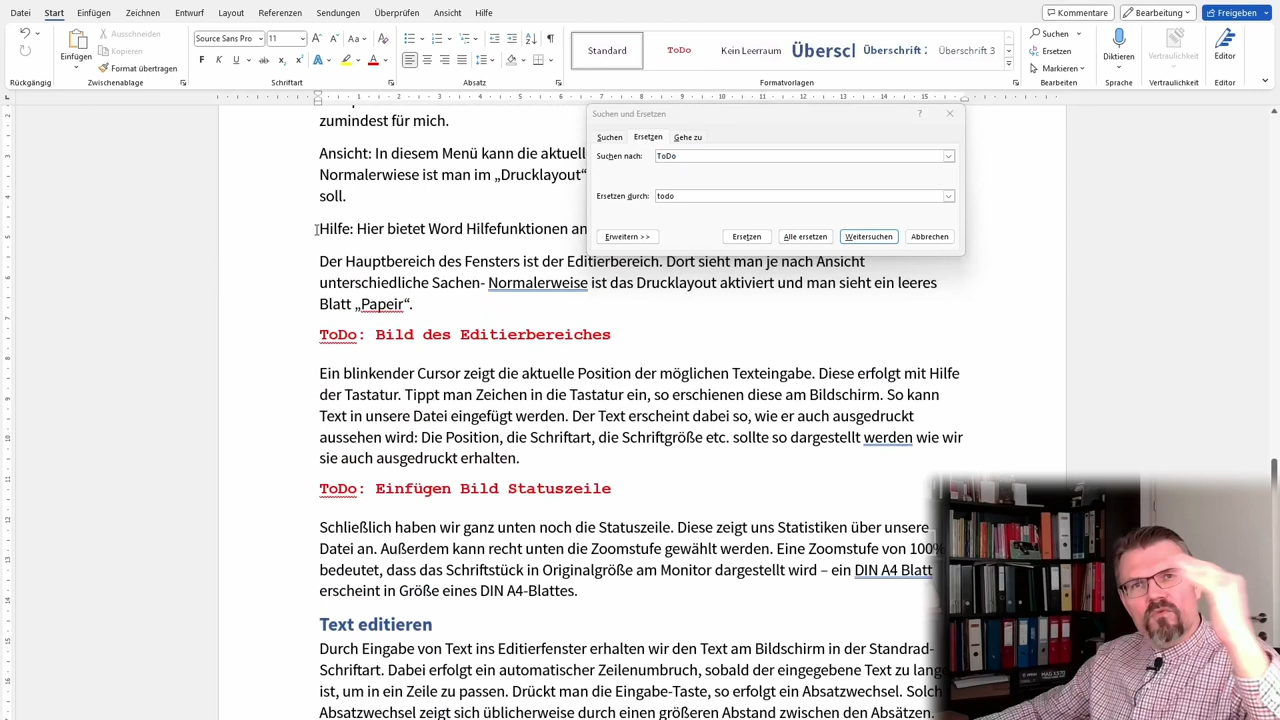 Datei Start Einfügen Zeichnen Entwurf Layout Referenzen Sendungen Überprüfen Ansicht Hilfe Kommentare Bearbeitung Freigeben
Ausschneiden
Kopieren
Format übertragen
Einfügen
Source Sans Pro 11
Standard ToDo Kein Leerraum Überscl Überschrift 2 Überschrift 3
Suchen
Ersetzen
Markieren
Diktieren Vertraulichkeit Editor
Rückgängig Zwischenablage Schriftart Absatz Formatvorlagen Bearbeiten Sprache Vertraulichkeit Editor
zumindest für mich.
Ansicht: In diesem Menü kann die aktuell
Normalerwiese ist man im „Drucklayout“
soll.
Hilfe: Hier bietet Word Hilfefunktionen an
Suchen und Ersetzen
Suchen Ersetzen Gehe zu
Suchen nach: ToDo
Ersetzen durch: todo
Erweitern >> Ersetzen Alle ersetzen Weitersuchen Abbrechen
Der Hauptbereich des Fensters ist der Editierbereich. Dort sieht man je nach Ansicht
unterschiedliche Sachen- Normalerweise ist das Drucklayout aktiviert und man sieht ein leeres
Blatt „Papeir“.
ToDo: Bild des Editierbereiches
Ein blinkender Cursor zeigt die aktuelle Position der möglichen Texteingabe. Diese erfolgt mit Hilfe
der Tastatur. Tippt man Zeichen in die Tastatur ein, so erschienen diese am Bildschirm. So kann
Text in unsere Datei eingefügt werden. Der Text erscheint dabei so, wie er auch ausgedruckt
aussehen wird: Die Position, die Schriftart, die Schriftgröße etc. sollte so dargestellt werden wie wir
sie auch ausgedruckt erhalten.
ToDo: Einfügen Bild Statuszeile
Schließlich haben wir ganz unten noch die Statuszeile. Diese zeigt uns Statistiken über unsere
Datei an. Außerdem kann recht unten die Zoomstufe gewählt werden. Eine Zoomstufe von 100%
bedeutet, dass das Schriftstück in Originalgröße am Monitor dargestellt wird – ein DIN A4 Blatt
erscheint in Größe eines DIN A4-Blattes.
Text editieren
Durch Eingabe von Text ins Editierfenster erhalten wir den Text am Bildschirm in der Standrad-
Schriftart. Dabei erfolgt ein automatischer Zeilenumbruch, sobald der eingegebene Text zu lange
ist, um in ein Zeile zu passen. Drückt man die Eingabe-Taste, so erfolgt ein Absatzwechsel. Solch
Absatzwechsel zeigt sich üblicherweise durch einen größeren Abstand zwischen den Absätzen.